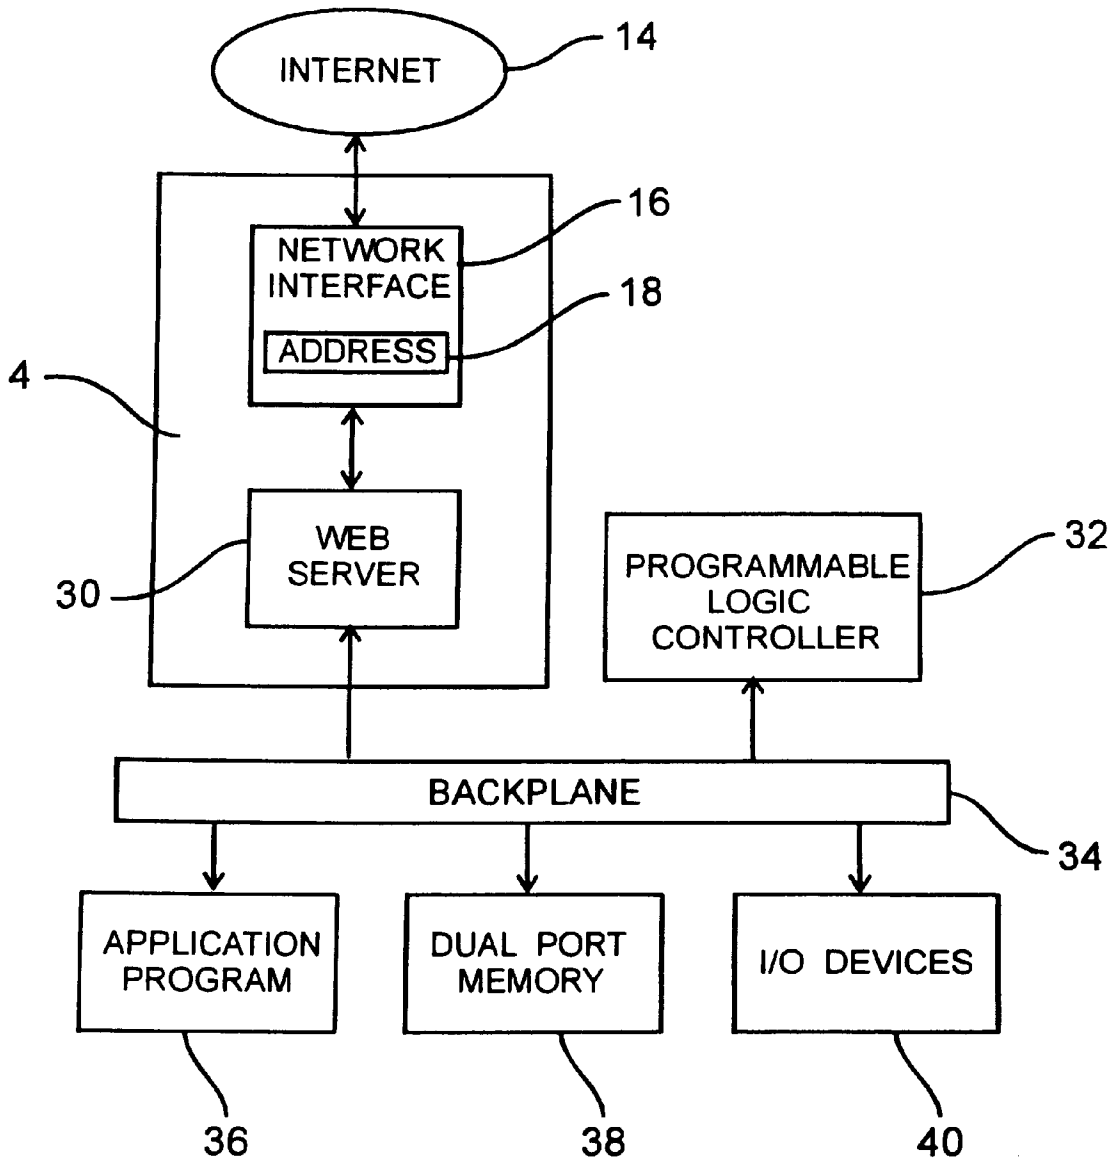 INTERNET
14
NETWORK
INTERFACE
16
ADDRESS
18
4
WEB
SERVER
30
PROGRAMMABLE
LOGIC
CONTROLLER
32
BACKPLANE
34
APPLICATION
PROGRAM
DUAL PORT
MEMORY
I/O DEVICES
36
38
40